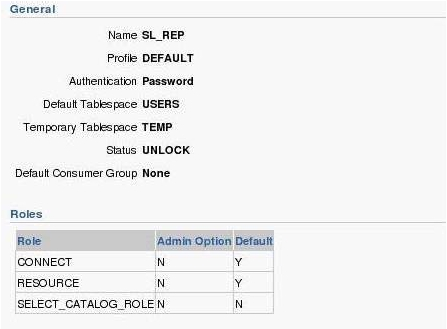 General
Name SL_REP
Profile DEFAULT
Authentication Password
Default Tablespace USERS
Temporary Tablespace TEMP
Status UNLOCK
Default Consumer Group None
Roles
Role Admin Option Default
CONNECT N Y
RESOURCE N Y
SELECT_CATALOG_ROLE N N